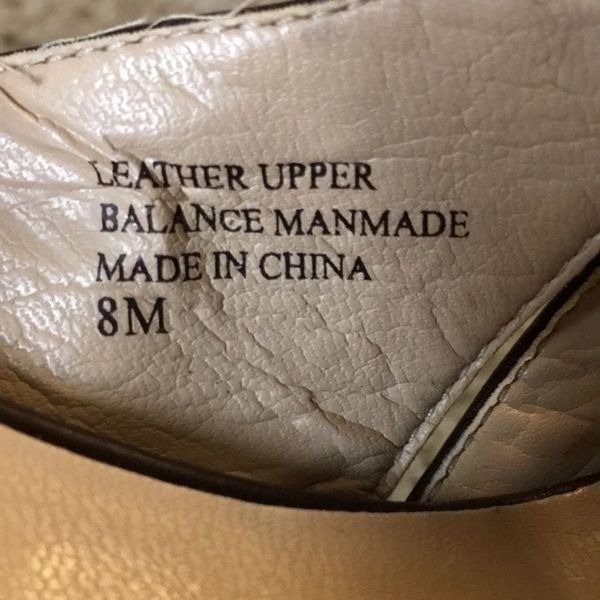 LEATHER UPPER
BALANCE MANMADE
MADE IN CHINA
8M